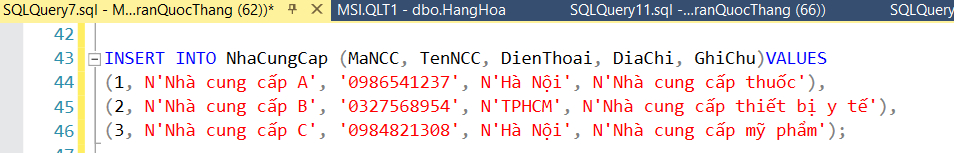 SQLQuery7.sql - M...ranQuocThang (62))* MSI.QLT1 - dbo.HangHoa SQLQuery11.sql -...ranQuocThang (66)) SQLQuery
42
43 INSERT INTO NhaCungCap (MaNCC, TenNCC, DienThoai, DiaChi, GhiChu)VALUES
44 (1, N'Nhà cung cấp A', '0986541237', N'Hà Nội', N'Nhà cung cấp thuốc'),
45 (2, N'Nhà cung cấp B', '0327568954', N'TPHCM', N'Nhà cung cấp thiết bị y tế'),
46 (3, N'Nhà cung cấp C', '0984821308', N'Hà Nội', N'Nhà cung cấp mỹ phẩm');